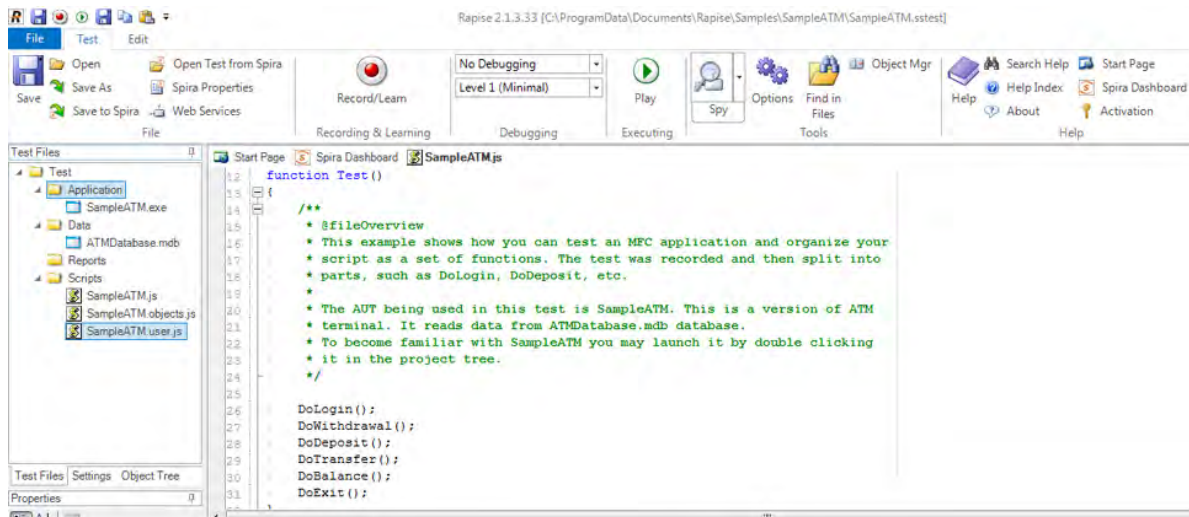 Rapise 2.1.3.33 [C:\ProgramData\Documents\Rapise\Samples\SampleATM\SampleATM.sstest]
File Test Edit
Save
Open
Save As
Save to Spira
Open Test from Spira
Spira Properties
Web Services
File
Record/Learn
Recording & Learning
No Debugging
Level 1 (Minimal)
Debugging
Play
Executing
Spy
Options
Find in
Files
Object Mgr
Tools
Help
Search Help
Help Index
About
Start Page
Spira Dashboard
Activation
Help
Test Files
Test
Application
SampleATM.exe
Data
ATMDatabase.mdb
Reports
Scripts
SampleATM.js
SampleATM.objects.js
SampleATM.user.js
Test Files Settings Object Tree
Properties
Start Page Spira Dashboard SampleATM.js
12 function Test()
13 {
14 /**
15 * @fileOverview
16 * This example shows how you can test an MFC application and organize your
17 * script as a set of functions. The test was recorded and then split into
18 * parts, such as DoLogin, DoDeposit, etc.
19 *
20 * The AUT being used in this test is SampleATM. This is a version of ATM
21 * terminal. It reads data from ATMDatabase.mdb database.
22 * To become familiar with SampleATM you may launch it by double clicking
23 * it in the project tree.
24 */
25
26 DoLogin();
27 DoWithdrawal();
28 DoDeposit();
29 DoTransfer();
30 DoBalance();
31 DoExit();